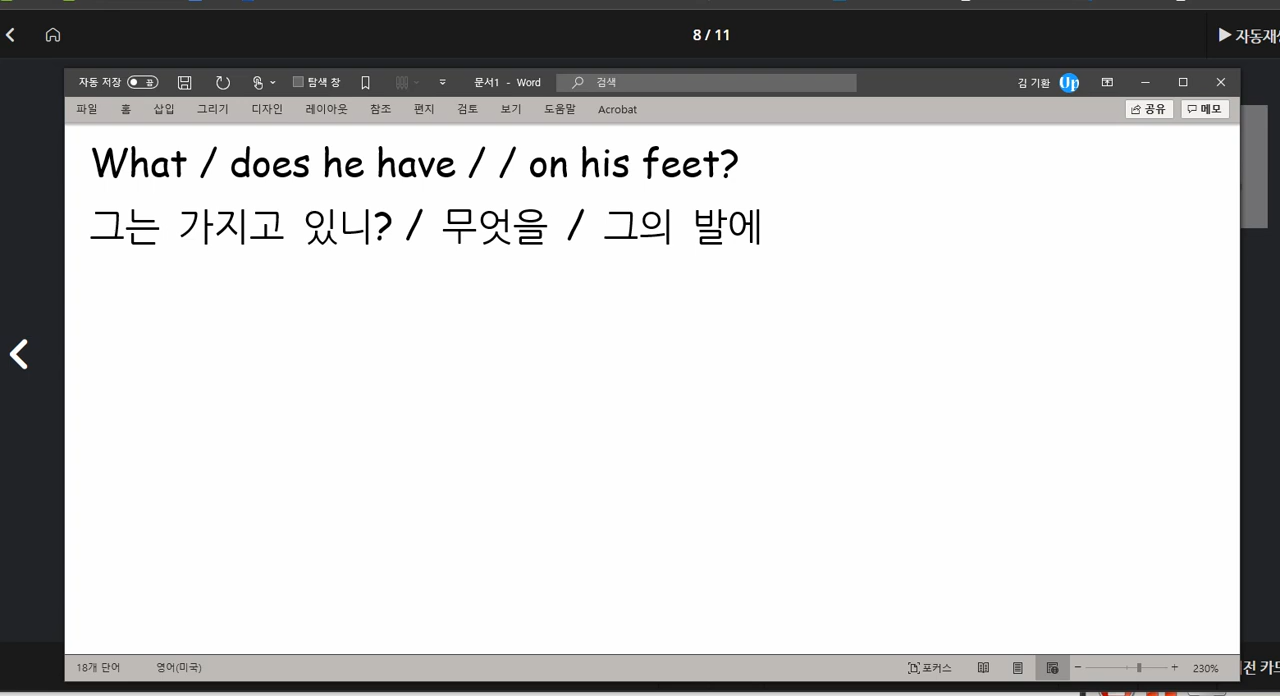 8 / 11
▶ 자동재생
자동 저장 끔 탐색 창 문서1 - Word 검색 김 기환 Up
파일 홈 삽입 그리기 디자인 레이아웃 참조 편지 검토 보기 도움말 Acrobat 공유 메모
What / does he have / / on his feet?
그는 가지고 있니? / 무엇을 / 그의 발에
18개 단어 영어(미국) 포커스 - + 230%